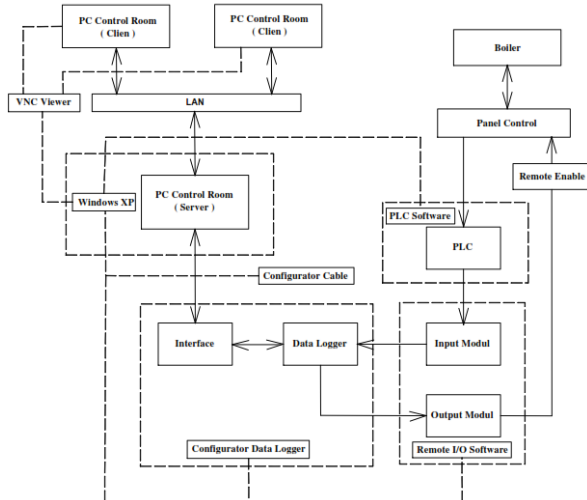 PC Control Room
( Clien )
PC Control Room
( Clien )
Boiler
VNC Viewer
LAN
Panel Control
Remote Enable
Windows XP
PC Control Room
( Server )
PLC Software
PLC
Configurator Cable
Interface
Data Logger
Input Modul
Output Modul
Configurator Data Logger
Remote I/O Software